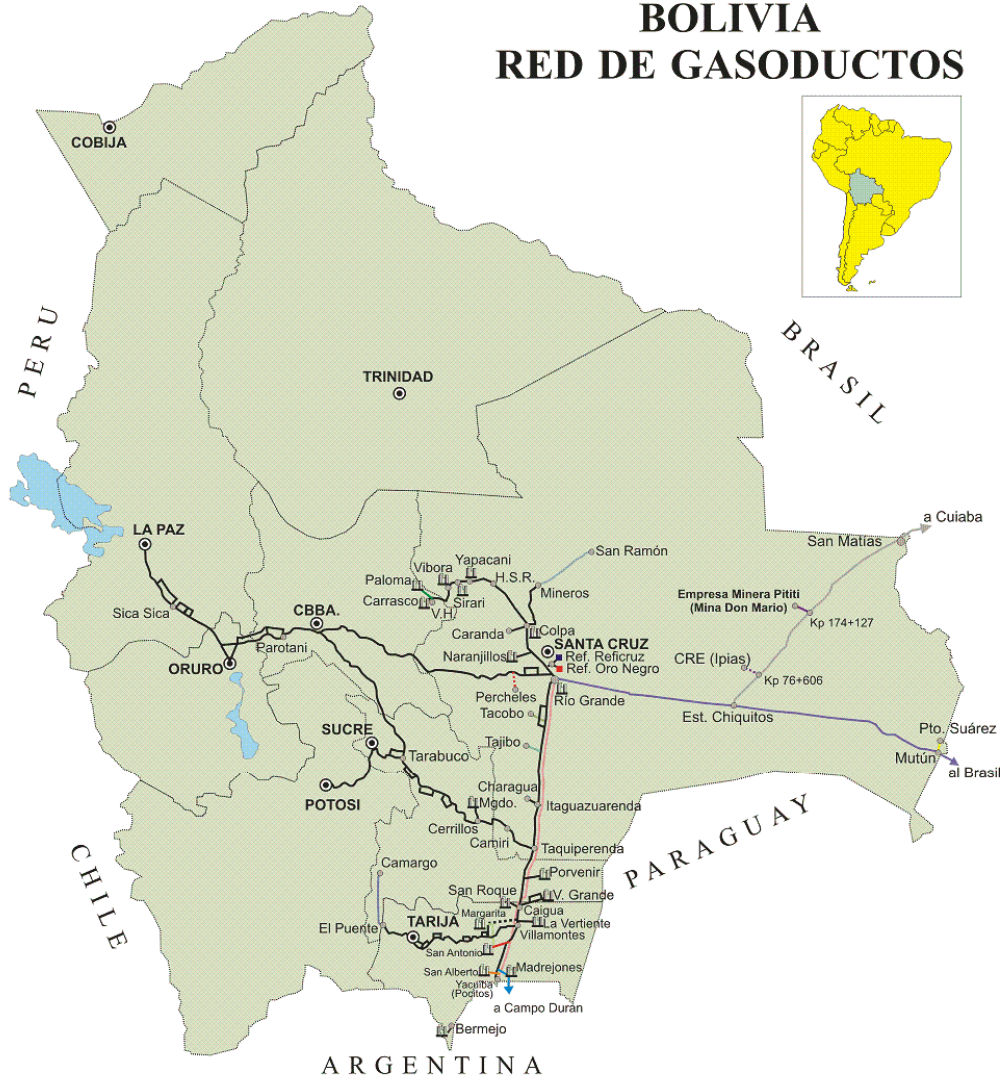 BOLIVIA
RED DE GASODUCTOS
COBIJA
PERU
BRASIL
TRINIDAD
LA PAZ
a Cuiaba
San Matías
San Ramón
Yapacani
Vibora
Paloma
H.S.R.
Carrasco
V.H.
Sirari
Mineros
Empresa Minera Pititi
(Mina Don Mario)
Kp 174+127
Sica Sica
CBBA.
Caranda
Colpa
Parotani
SANTA CRUZ
Naranjillos
Ref. Reficruz
Ref. Oro Negro
ORURO
CRE (Ipias)
Kp 76+606
Percheles
Río Grande
Tacobo
Est. Chiquitos
SUCRE
Pto. Suárez
Tajibo
Tarabuco
Mutún
al Brasil
POTOSI
Charagua
Mgdo.
Itaguazuarenda
Cerrillos
Camiri
Taquiperenda
PARAGUAY
CHILE
Camargo
Porvenir
San Roque
V. Grande
Margarita
Caigua
La Vertiente
El Puente
TARIJA
Villamontes
San Antonio
San Alberto
Madrejones
Yacuiba
(Pocitos)
a Campo Durán
Bermejo
ARGENTINA